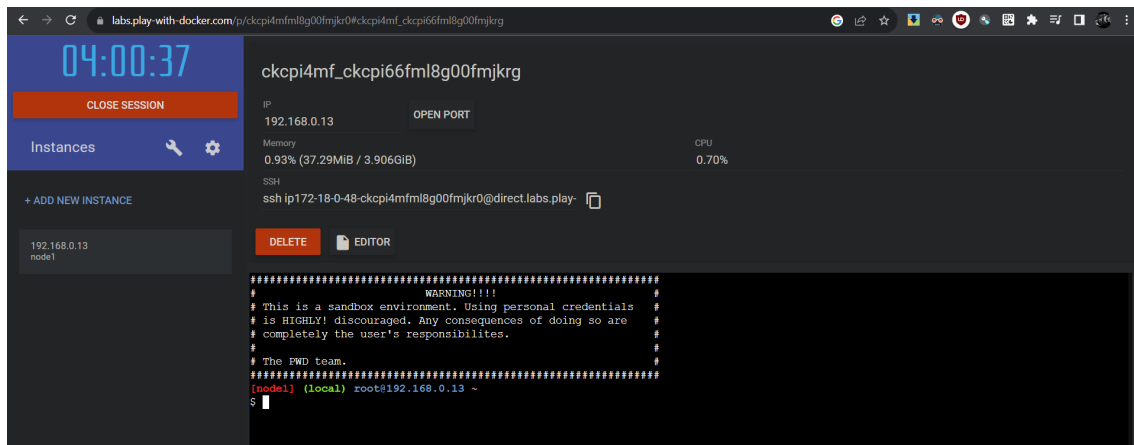 labs.play-with-docker.com/p/ckcpi4mfml8g00fmjkr0#ckcpi4mf_ckcpi66fml8g00fmjkrg
04:00:37
CLOSE SESSION
Instances
+ ADD NEW INSTANCE
192.168.0.13
node1
ckcpi4mf_ckcpi66fml8g00fmjkrg
IP
192.168.0.13
OPEN PORT
Memory
0.93% (37.29MiB / 3.906GiB)
CPU
0.70%
SSH
ssh ip172-18-0-48-ckcpi4mfml8g00fmjkr0@direct.labs.play-
DELETE
EDITOR
###############################################################
#                          WARNING!!!!                        #
# This is a sandbox environment. Using personal credentials   #
# is HIGHLY! discouraged. Any consequences of doing so are    #
# completely the user's responsibilites.                      #
#                                                             #
# The PWD team.                                               #
###############################################################
[node1] (local) root@192.168.0.13 ~
$